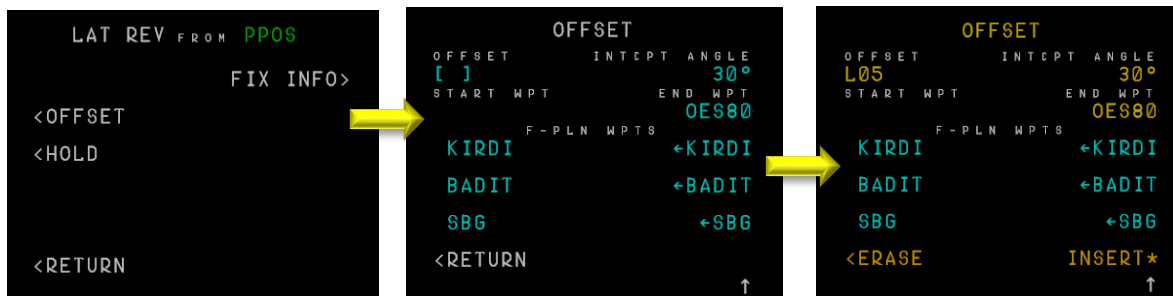 LAT REV FROM PPOS
FIX INFO>
<OFFSET
<HOLD
<RETURN
OFFSET
OFFSET INTCPT ANGLE
[ ] 30°
START WPT END WPT
OES80
F-PLN WPTS
KIRDI ←KIRDI
BADIT ←BADIT
SBG ←SBG
<RETURN
↑
OFFSET
OFFSET INTCPT ANGLE
L05 30°
START WPT END WPT
OES80
F-PLN WPTS
KIRDI ←KIRDI
BADIT ←BADIT
SBG ←SBG
<ERASE INSERT*
↑